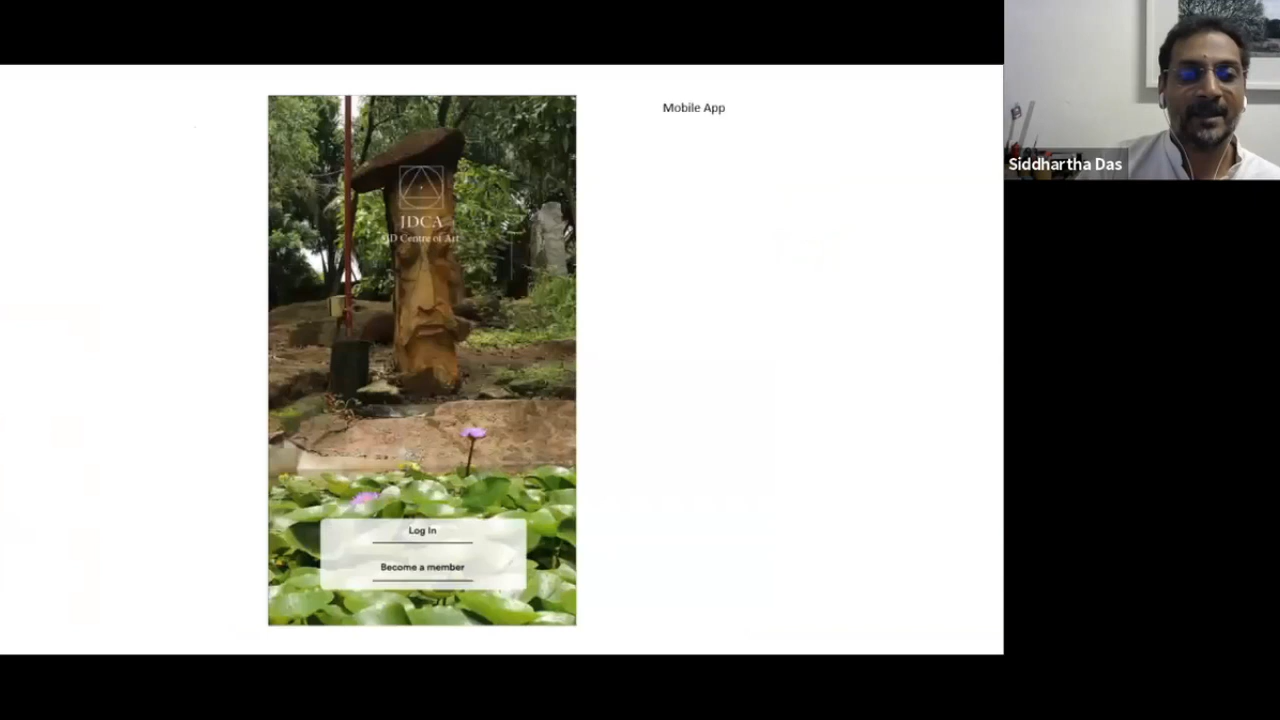 Mobile App
JDCA
JD Centre of Art
Log In
Become a member
Siddhartha Das